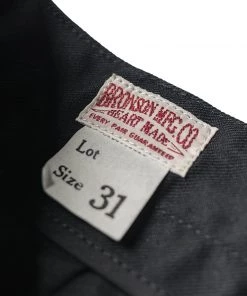 BRONSON MFG.CO
HEART MADE
EVERY PAIR GUARANTEED
Lot
Size 31